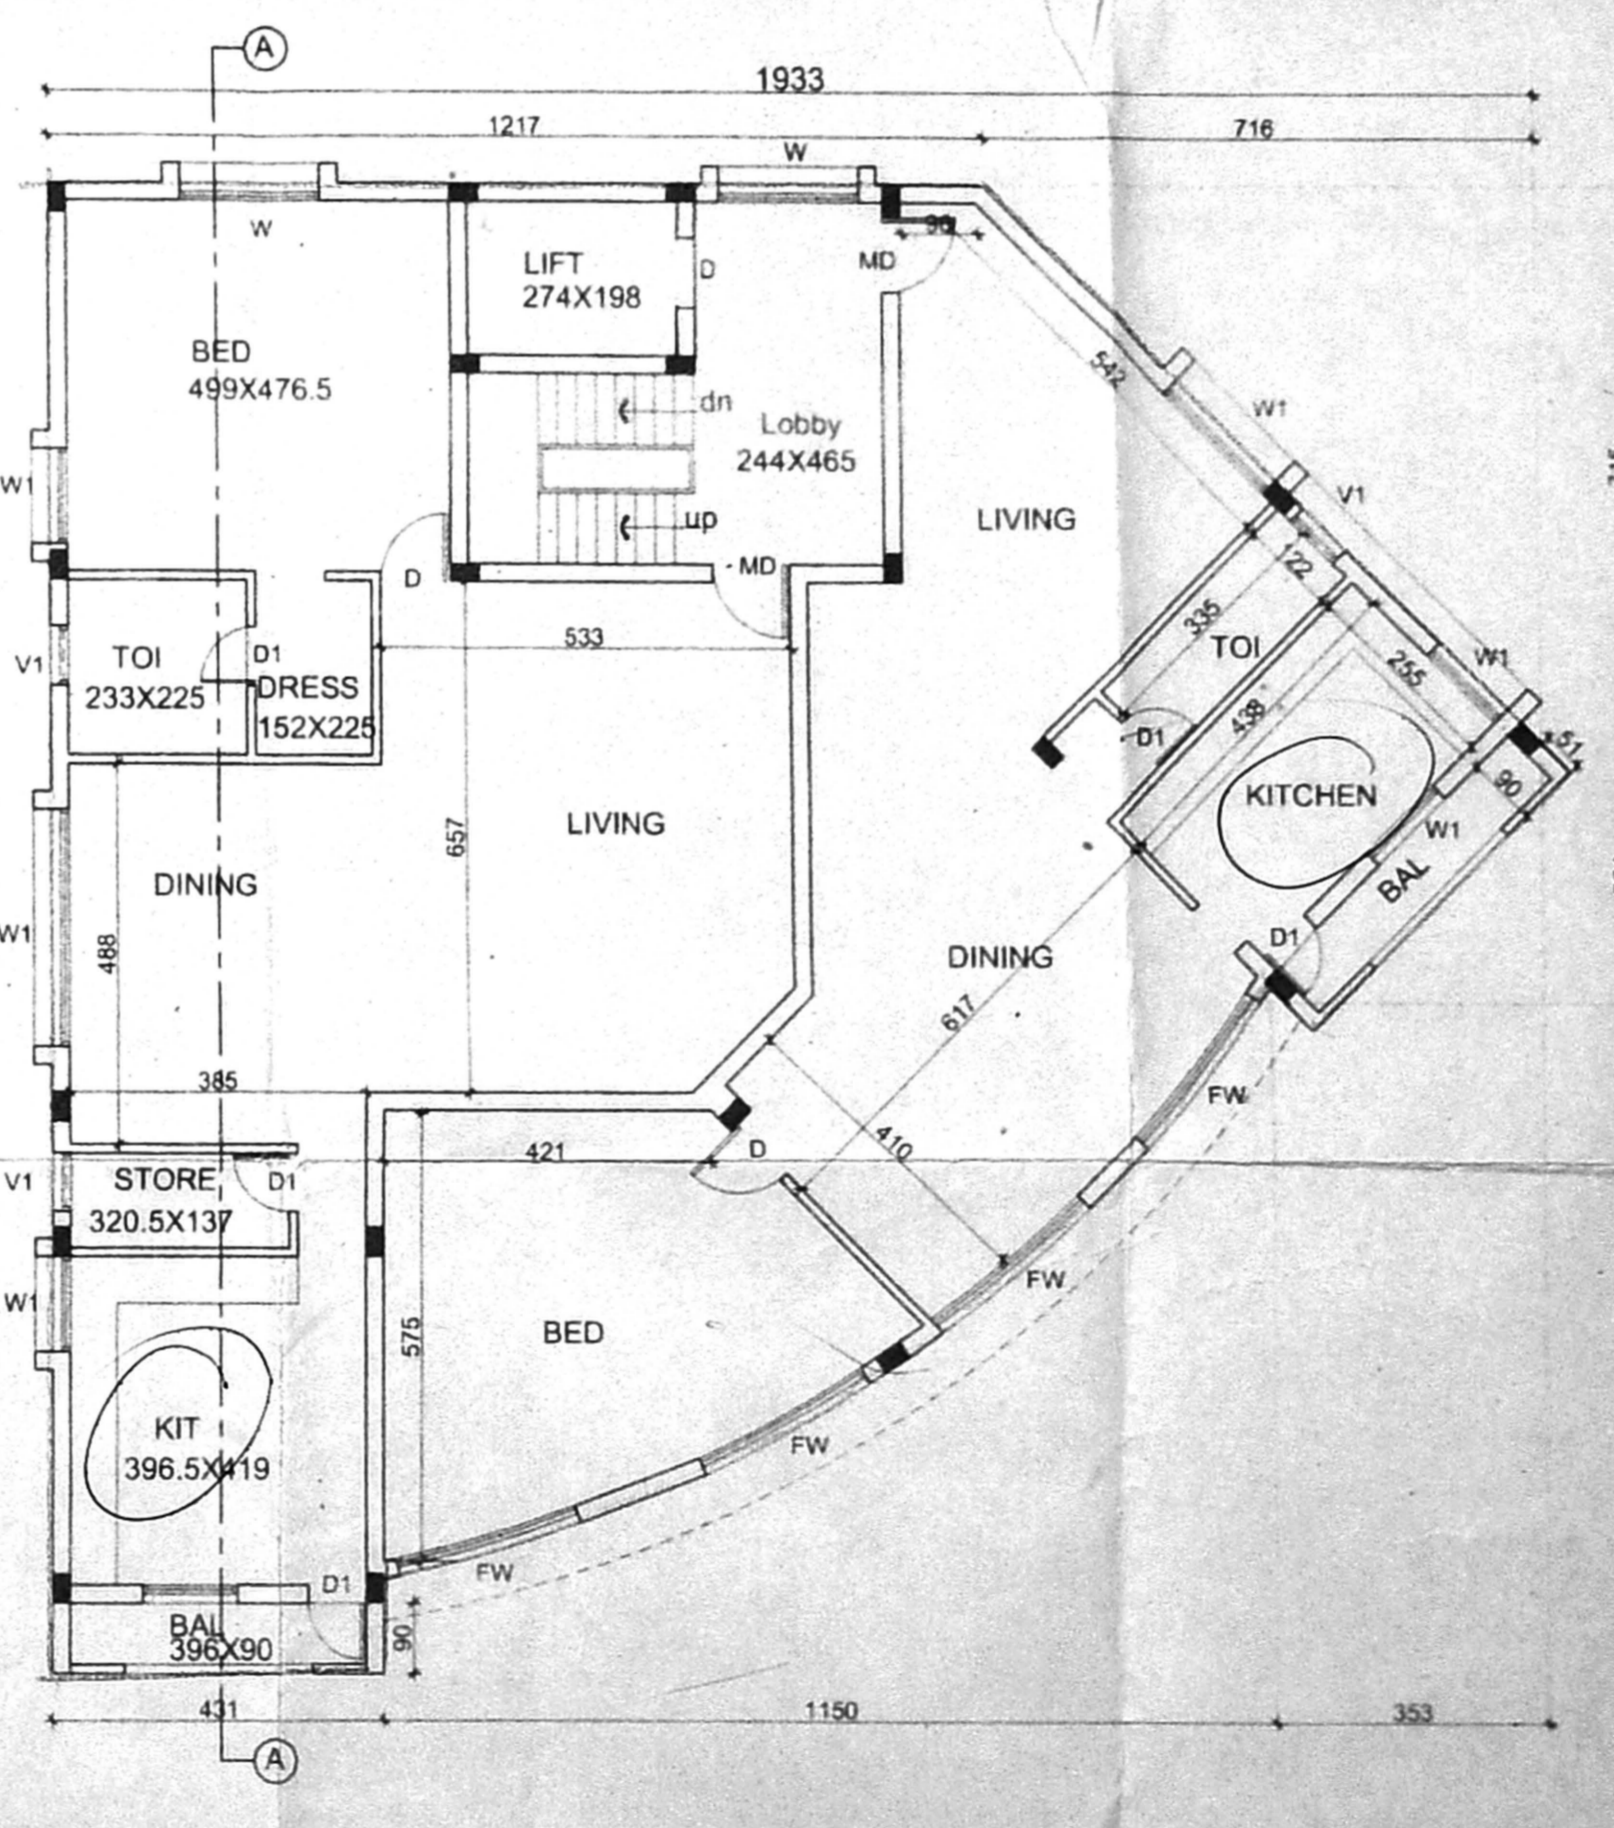 A
1933
1217
716
W
W
96
MD
LIFT
274X198
D
BED
499X476.5
542
W1
dn
Lobby
244X465
W1
V1
up
LIVING
MD
D
122
533
335
TOI
TOI
233X225
V1
D1
DRESS
152X225
W1
255
438
D1
51
90
KITCHEN
W1
BAL
657
LIVING
DINING
W1
488
D1
DINING
617
385
FW
410
421
D
V1
STORE
320.5X137
D1
FW
W1
575
BED
KIT
396.5X419
FW
FW
D1
BAL
396X90
90
431
1150
353
A